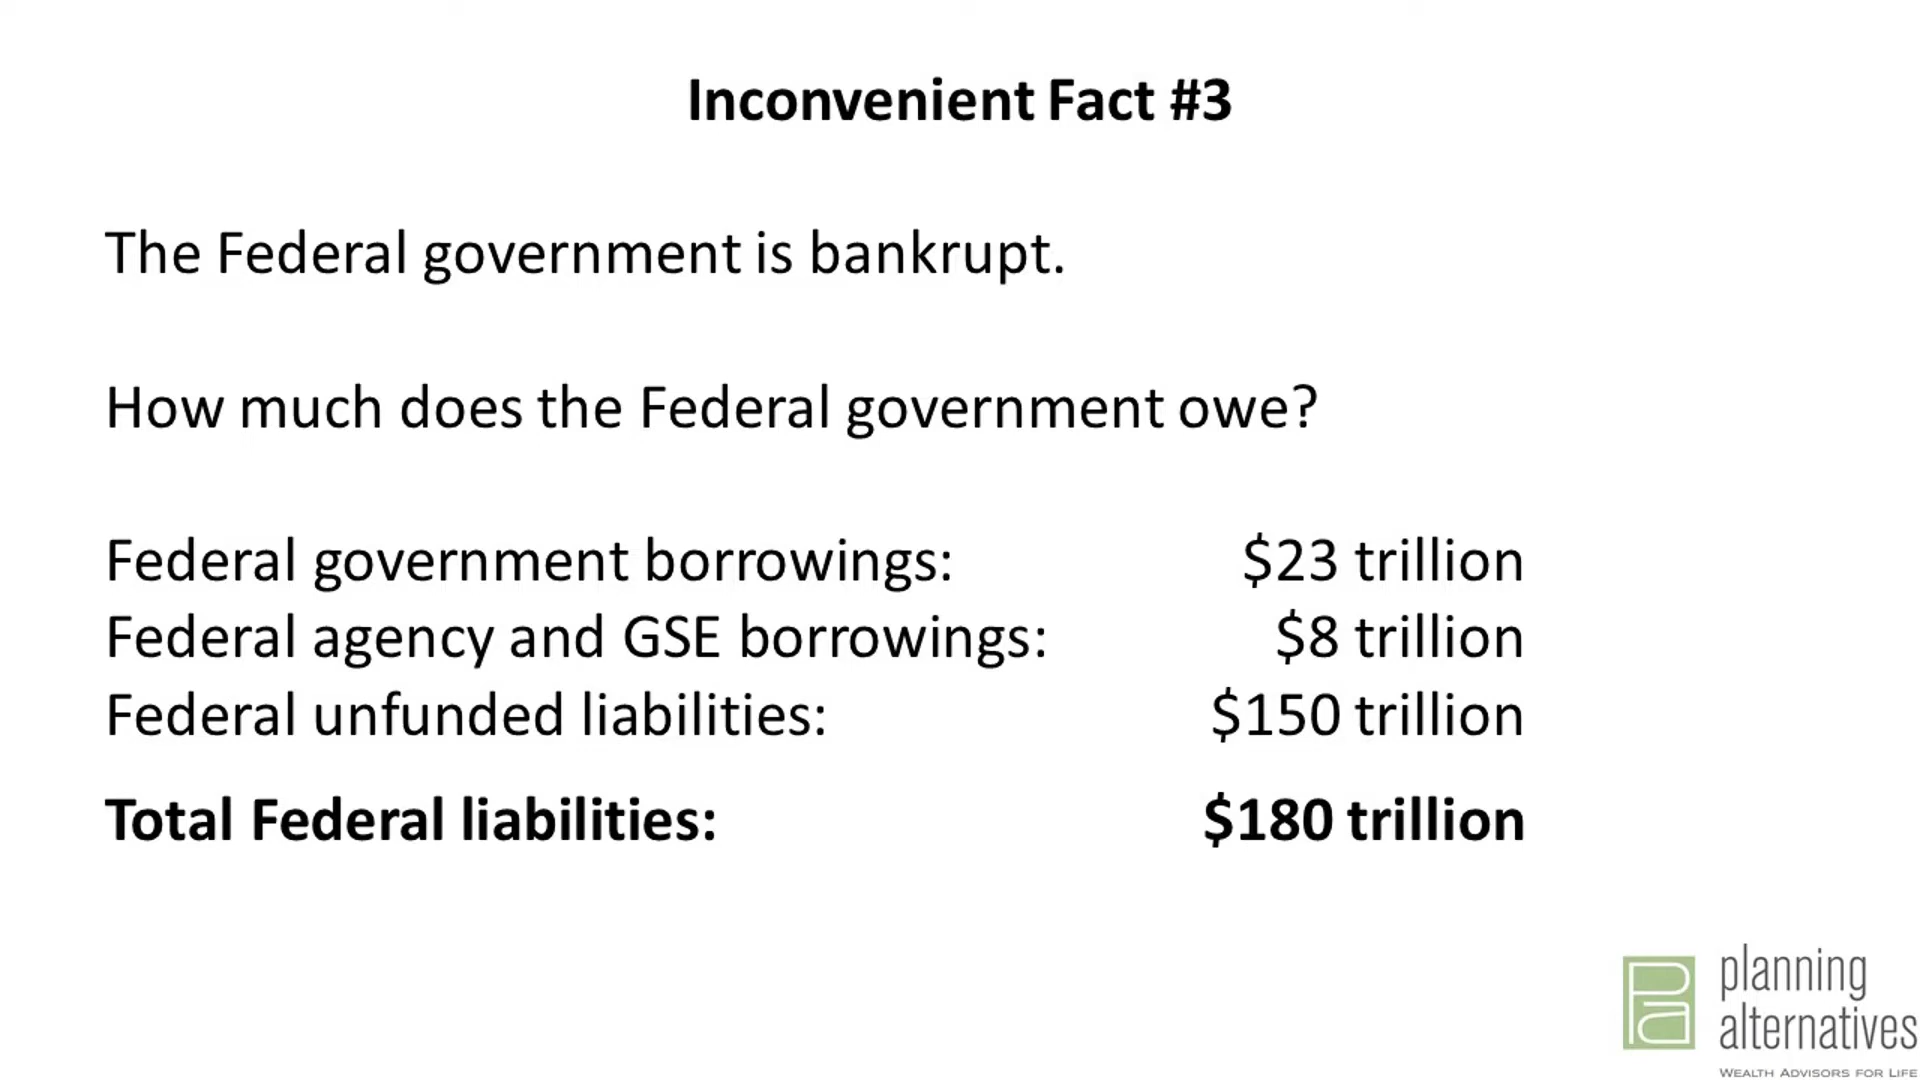 Inconvenient Fact #3
The Federal government is bankrupt.
How much does the Federal government owe?
Federal government borrowings: $23 trillion
Federal agency and GSE borrowings: $8 trillion
Federal unfunded liabilities: $150 trillion
Total Federal liabilities: $180 trillion
Pa
planning
alternatives
WEALTH ADVISORS FOR LIFE